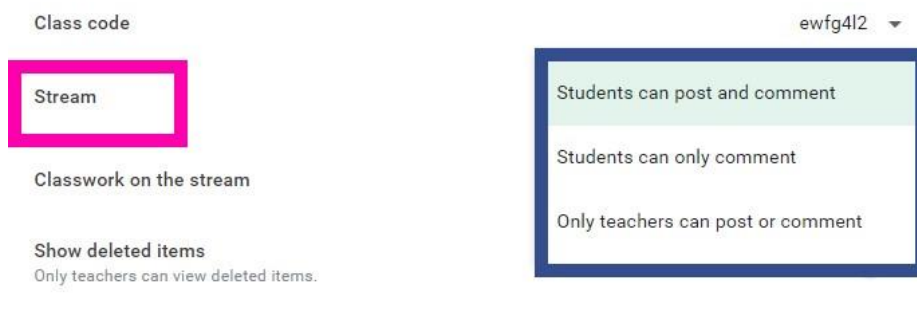 Class code
ewfg4l2
Stream
Students can post and comment
Students can only comment
Classwork on the stream
Only teachers can post or comment
Show deleted items
Only teachers can view deleted items.